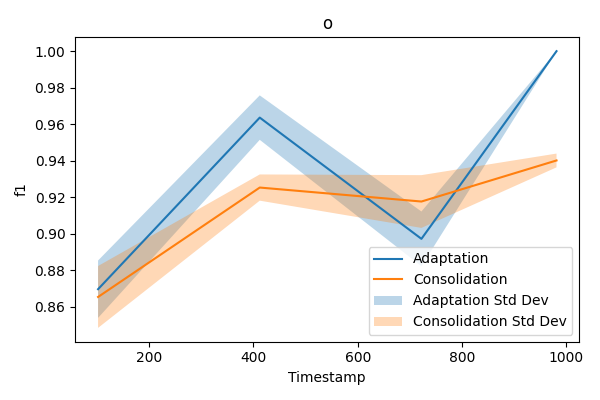 o
1.00
0.98
0.96
0.94
0.92
0.90
0.88
0.86
f1
200
400
600
800
1000
Timestamp
Adaptation
Consolidation
Adaptation Std Dev
Consolidation Std Dev